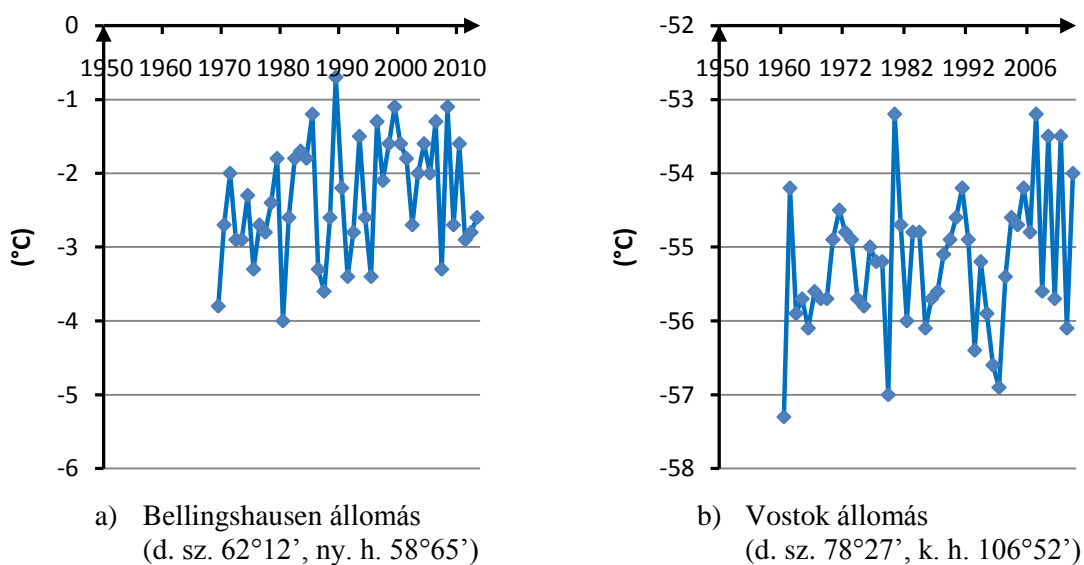 0
1950 1960 1970 1980 1990 2000 2010
-1
-2
-3
-4
-5
-6
(°C)
a) Bellingshausen állomás
(d. sz. 62°12’, ny. h. 58°65’)
-52
1950 1960 1972 1982 1992 2006
-53
-54
-55
-56
-57
-58
(°C)
b) Vostok állomás
(d. sz. 78°27’, k. h. 106°52’)